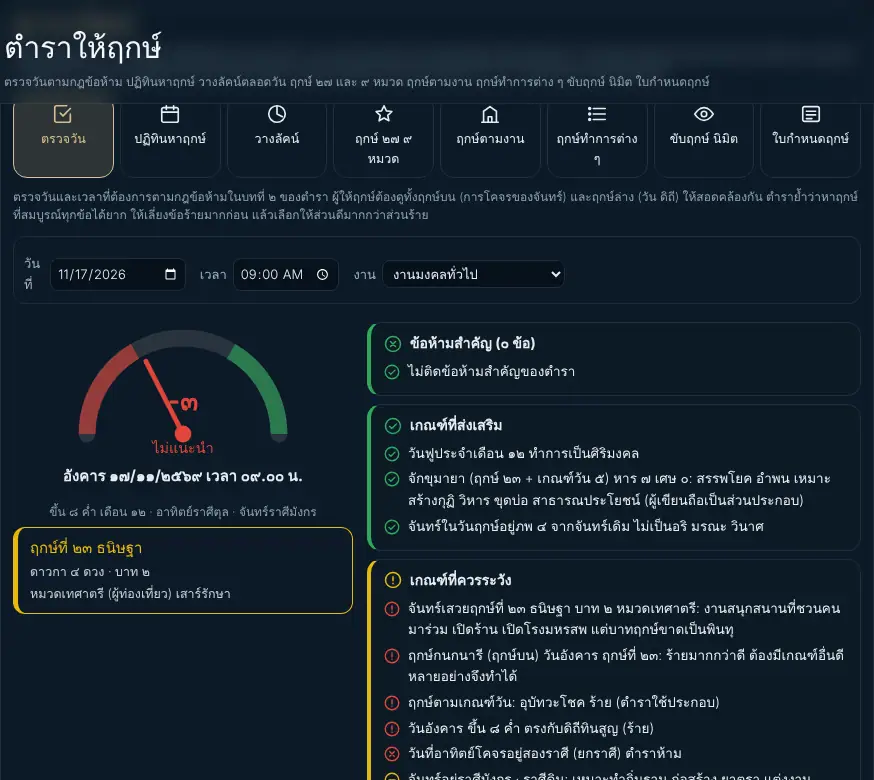 ตำราให้ฤกษ์
ตรวจวันตามกฎข้อห้าม ปฏิทินหาฤกษ์ วางลัคน์ตลอดวัน ฤกษ์ ๒๗ และ ๙ หมวด ฤกษ์ตามงาน ฤกษ์ทำการต่าง ๆ ขับฤกษ์ นิมิต ใบกำหนดฤกษ์
ตรวจวัน
ปฏิทินหาฤกษ์
วางลัคน์
ฤกษ์ ๒๗ ๙
หมวด
ฤกษ์ตามงาน
ฤกษ์ทำการต่าง
ๆ
ขับฤกษ์ นิมิต
ใบกำหนดฤกษ์
ตรวจวันและเวลาที่ต้องการตามกฎข้อห้ามในบทที่ ๒ ของตำรา ผู้ให้ฤกษ์ต้องดูทั้งฤกษ์บน (การโคจรของจันทร์) และฤกษ์ล่าง (วัน ดิถี) ให้สอดคล้องกัน ตำราย้ำว่าหาฤกษ์
ที่สมบูรณ์ทุกข้อได้ยาก ให้เลี่ยงข้อร้ายมากก่อน แล้วเลือกให้ส่วนดีมากกว่าส่วนร้าย
วัน
ที่
11/17/2026
เวลา
09:00 AM
งาน
งานมงคลทั่วไป
-๓
ไม่แนะนำ
อังคาร ๑๗/๑๑/๒๕๖๙ เวลา ๐๙.๐๐ น.
ขึ้น ๘ ค่ำ เดือน ๑๒ · อาทิตย์ราศีตุล · จันทร์ราศีมังกร
ฤกษ์ที่ ๒๓ ธนิษฐา
ดาวกา ๔ ดวง · บาท ๒
หมวดเทศาตรี (ผู้ท่องเที่ยว) เสาร์รักษา
ข้อห้ามสำคัญ (๐ ข้อ)
ไม่ติดข้อห้ามสำคัญของตำรา
เกณฑ์ที่ส่งเสริม
วันฟูประจำเดือน ๑๒ ทำการเป็นศิริมงคล
จักขุมายา (ฤกษ์ ๒๓ + เกณฑ์วัน ๕) หาร ๗ เศษ ๐: สรรพโยค อำพน เหมาะ
สร้างกุฏิ วิหาร ขุดบ่อ สาธารณประโยชน์ (ผู้เขียนถือเป็นส่วนประกอบ)
จันทร์ในวันฤกษ์อยู่ภพ ๔ จากจันทร์เดิม ไม่เป็นอริ มรณะ วินาศ
เกณฑ์ที่ควรระวัง
จันทร์เสวยฤกษ์ที่ ๒๓ ธนิษฐา บาท ๒ หมวดเทศาตรี: งานสนุกสนานที่ชวนคน
มาร่วม เปิดร้าน เปิดโรงมหรสพ แต่บาทฤกษ์ขาดเป็นพินทุ
ฤกษ์กนกนารี (ฤกษ์บน) วันอังคาร ฤกษ์ที่ ๒๓: ร้ายมากกว่าดี ต้องมีเกณฑ์อื่นดี
หลายอย่างจึงทำได้
ฤกษ์ตามเกณฑ์วัน: อุบัทวะโชค ร้าย (ตำราใช้ประกอบ)
วันอังคาร ขึ้น ๘ ค่ำ ตรงกับดิถีทินสูญ (ร้าย)
วันที่อาทิตย์โคจรอยู่สองราศี (ยกราศี) ตำราห้าม
จันทร์อยู่ราศีมังกร · ราศีดิน: เหมาะทำถิ่นฐาน ก่อสร้าง ยาตรา แต่งงาน